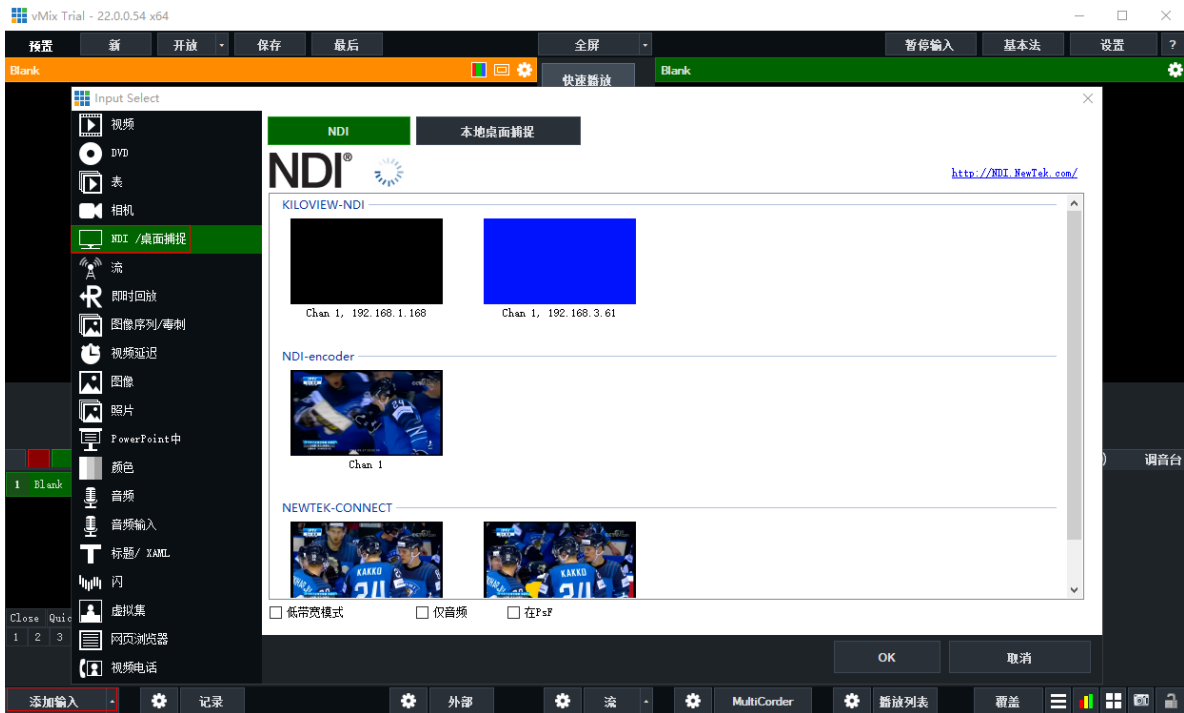 vMix Trial - 22.0.0.54 x64
预置 新 开放 保存 最后 全屏 暂停输入 基本法 设置 ?
Blank
快速播放
Blank
Input Select
视频
DVD
表
相机
NDI /桌面捕捉
流
即时回放
图像序列/毒刺
视频延迟
图像
照片
PowerPoint中
颜色
音频
音频输入
标题/ XAML
闪
虚拟集
网页浏览器
视频电话
NDI 本地桌面捕捉
NDI®
http://NDI.NewTek.com/
KILOVIEW-NDI
Chan 1, 192.168.1.168 Chan 1, 192.168.3.61
NDI-encoder
Chan 1
NEWTEK-CONNECT
KAKKO
24
KAKKO
24
低带宽模式 仅音频 在PsF
OK 取消
调音台
1 Blank
Close Quic
1 2 3
添加输入 记录 外部 流 MultiCorder 播放列表 覆盖